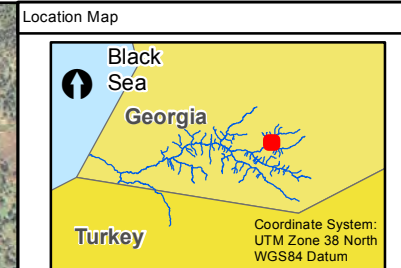 Location Map
Black
Sea
Georgia
Turkey
Coordinate System:
UTM Zone 38 North
WGS84 Datum